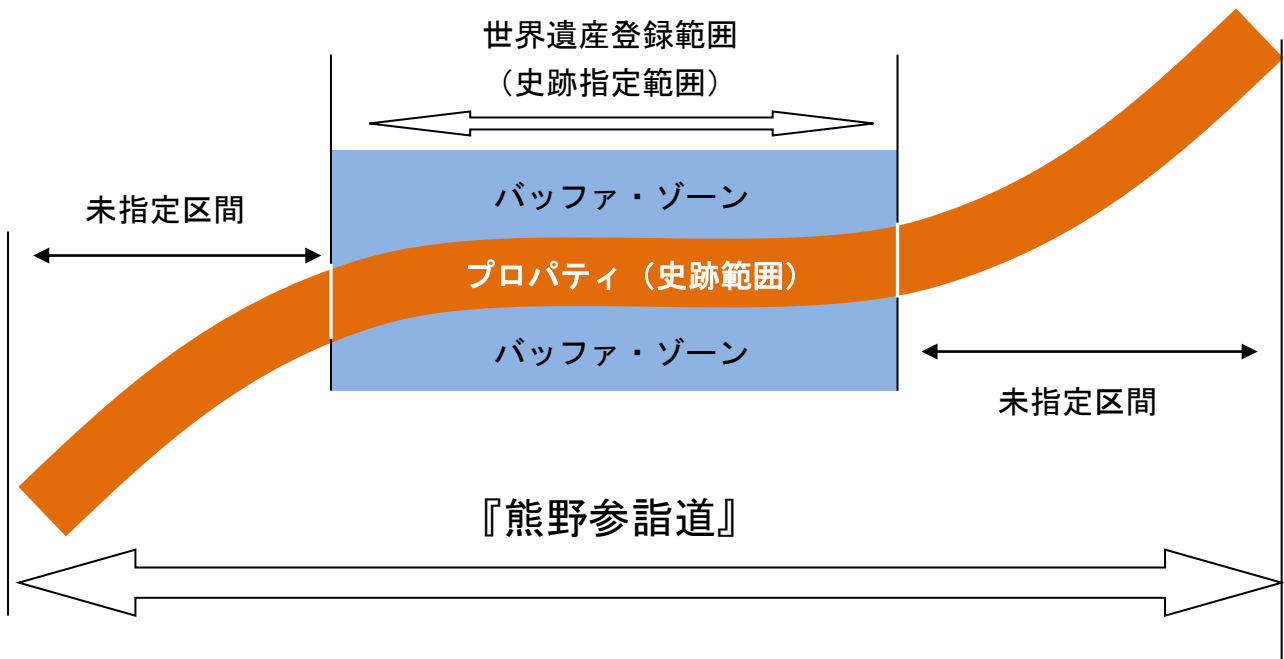 世界遺産登録範囲
（史跡指定範囲）
未指定区間
バッファ・ゾーン
プロパティ（史跡範囲）
バッファ・ゾーン
未指定区間
『熊野参詣道』